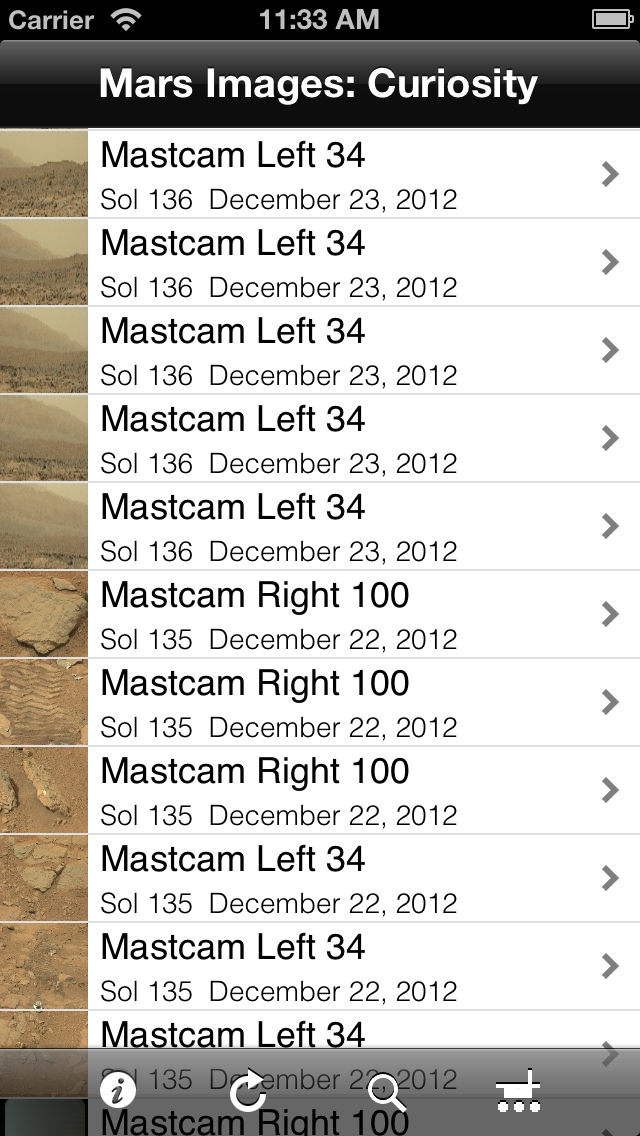 Carrier 11:33 AM
Mars Images: Curiosity
Mastcam Left 34
Sol 136 December 23, 2012
Mastcam Left 34
Sol 136 December 23, 2012
Mastcam Left 34
Sol 136 December 23, 2012
Mastcam Left 34
Sol 136 December 23, 2012
Mastcam Left 34
Sol 136 December 23, 2012
Mastcam Right 100
Sol 135 December 22, 2012
Mastcam Right 100
Sol 135 December 22, 2012
Mastcam Right 100
Sol 135 December 22, 2012
Mastcam Left 34
Sol 135 December 22, 2012
Mastcam Left 34
Sol 135 December 22, 2012
Mastcam Left 34
Sol 135 December 22, 2012
Mastcam Right 100